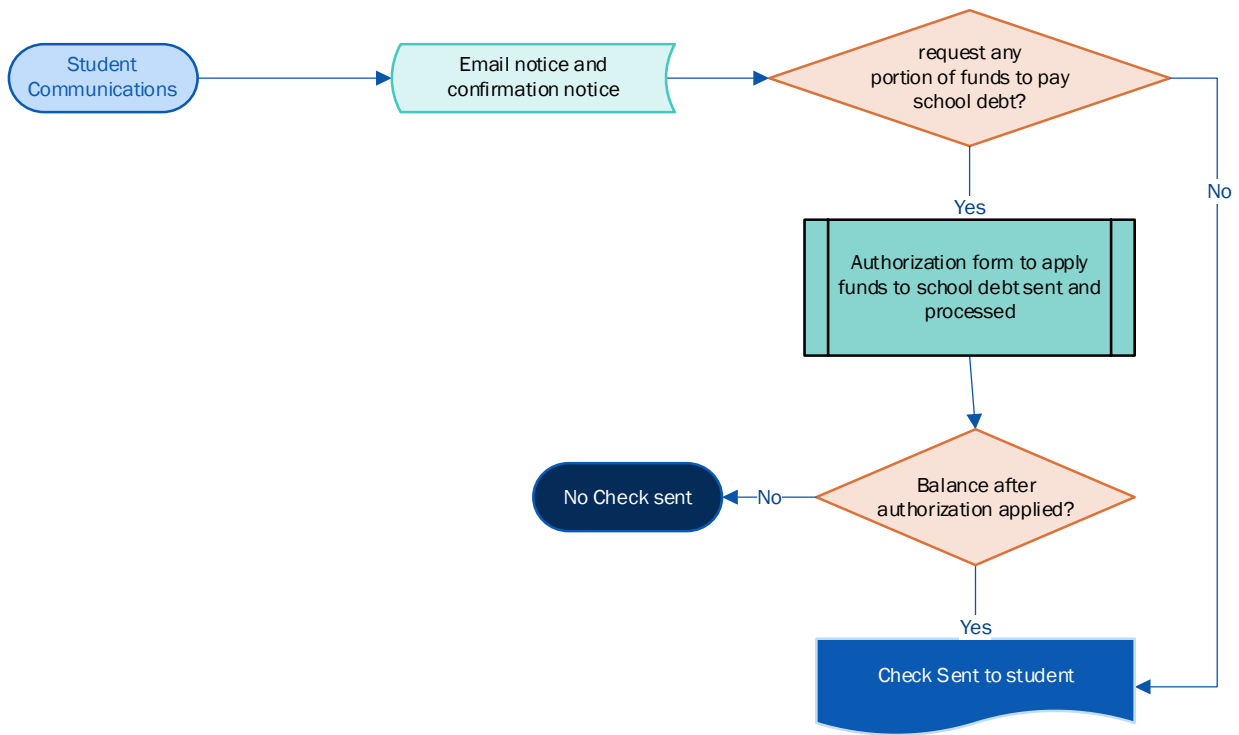 Student
Communications
Email notice and
confirmation notice
request any
portion of funds to pay
school debt?
No
Yes
Authorization form to apply
funds to school debt sent and
processed
Balance after
authorization applied?
No
No Check sent
Yes
Check Sent to student